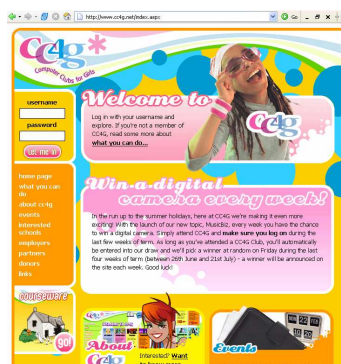 Go
http://www.cc4g.net/index.aspx
CC4g
Computer Clubs for Girls
username
password
Let me in
home page
what you can
do
about cc4g
events
interested
schools
employers
partners
donors
links
courseware
go!
Welcome to
CC4g
Log in with your username and
explore. If you're not a member of
CC4G, read some more about
what you can do...
Win a digital
camera every week!
In the run up to the summer holidays, here at CC4G we're making it even more
exciting! With the launch of our new topic, MusicBiz, every week you have the chance
to win a digital camera. Simply attend CC4G and make sure you log on during the
last few weeks of term. As long as you've attended a CC4G Club, you'll automatically
be entered into our draw and we'll pick a winner at random on Friday during the last
four weeks of term (between 26th June and 21st July) - a winner will be announced on
the site each week. Good luck!
About
CC4g
Interested? Want
Events